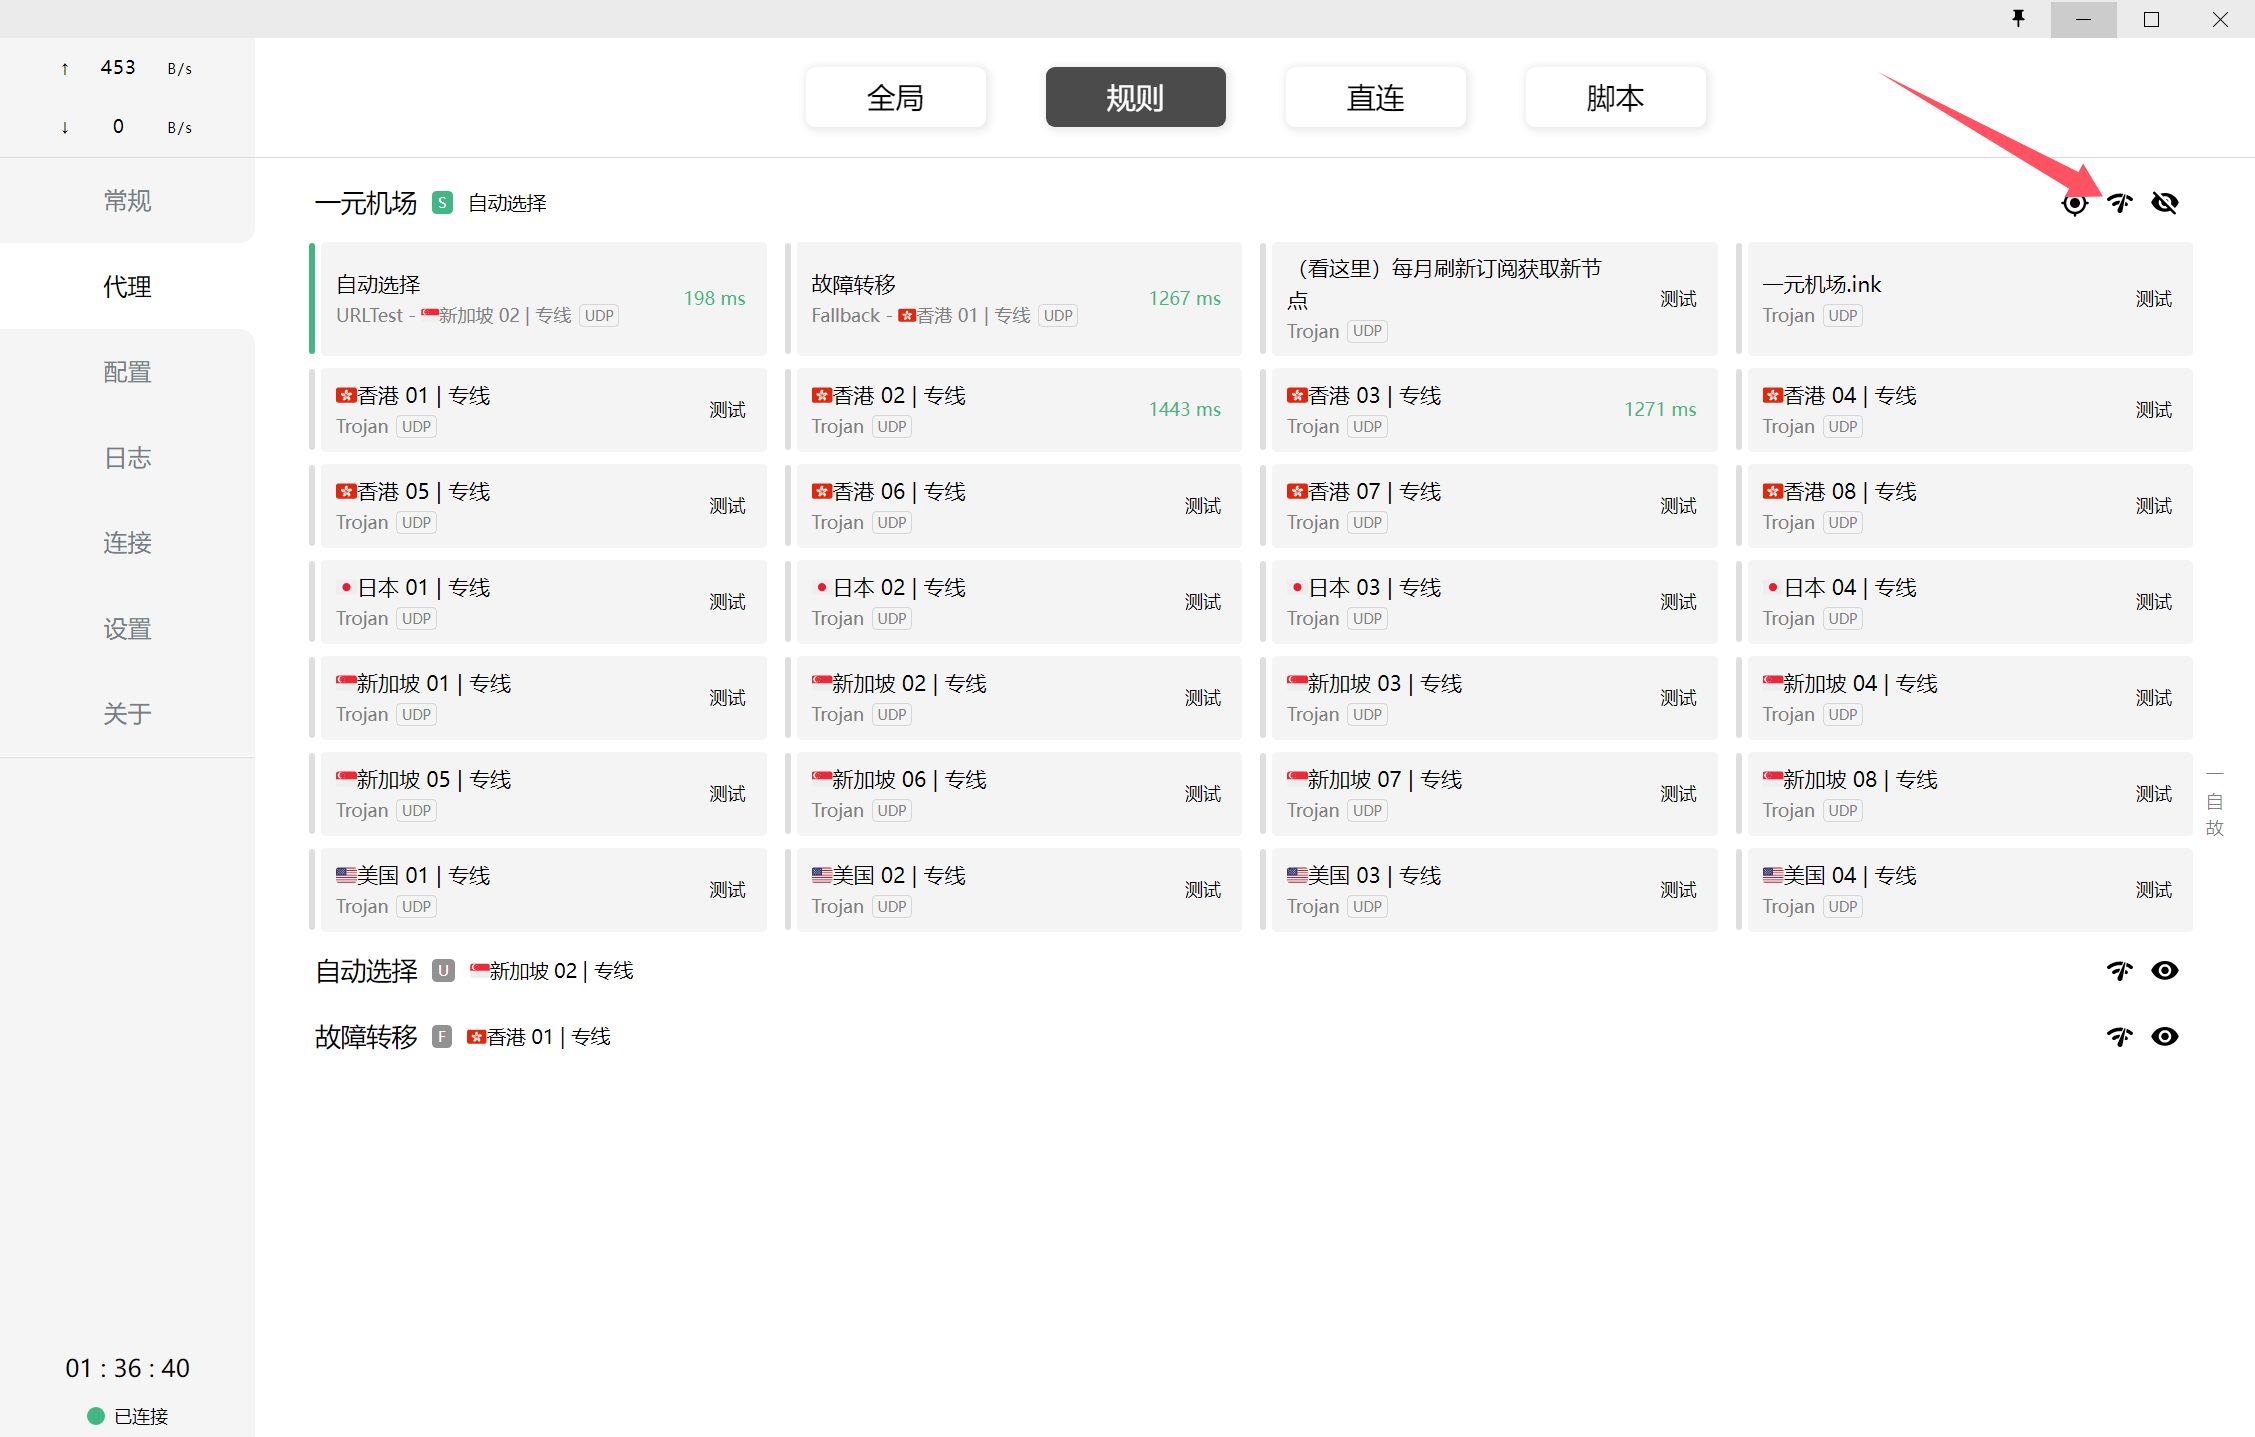 ↑ 453 B/s
↓ 0 B/s
全局 规则 直连 脚本
常规
代理
配置
日志
连接
设置
关于
一元机场 S 自动选择
自动选择
URLTest - 新加坡 02 | 专线 UDP
198 ms
故障转移
Fallback - 香港 01 | 专线 UDP
1267 ms
（看这里）每月刷新订阅获取新节
点
Trojan UDP
测试
一元机场.ink
Trojan UDP
测试
香港 01 | 专线
Trojan UDP
测试
香港 02 | 专线
Trojan UDP
1443 ms
香港 03 | 专线
Trojan UDP
1271 ms
香港 04 | 专线
Trojan UDP
测试
香港 05 | 专线
Trojan UDP
测试
香港 06 | 专线
Trojan UDP
测试
香港 07 | 专线
Trojan UDP
测试
香港 08 | 专线
Trojan UDP
测试
日本 01 | 专线
Trojan UDP
测试
日本 02 | 专线
Trojan UDP
测试
日本 03 | 专线
Trojan UDP
测试
日本 04 | 专线
Trojan UDP
测试
新加坡 01 | 专线
Trojan UDP
测试
新加坡 02 | 专线
Trojan UDP
测试
新加坡 03 | 专线
Trojan UDP
测试
新加坡 04 | 专线
Trojan UDP
测试
新加坡 05 | 专线
Trojan UDP
测试
新加坡 06 | 专线
Trojan UDP
测试
新加坡 07 | 专线
Trojan UDP
测试
新加坡 08 | 专线
Trojan UDP
测试
美国 01 | 专线
Trojan UDP
测试
美国 02 | 专线
Trojan UDP
测试
美国 03 | 专线
Trojan UDP
测试
美国 04 | 专线
Trojan UDP
测试
自动选择 U 新加坡 02 | 专线
故障转移 F 香港 01 | 专线
一
自
故
01 : 36 : 40
已连接